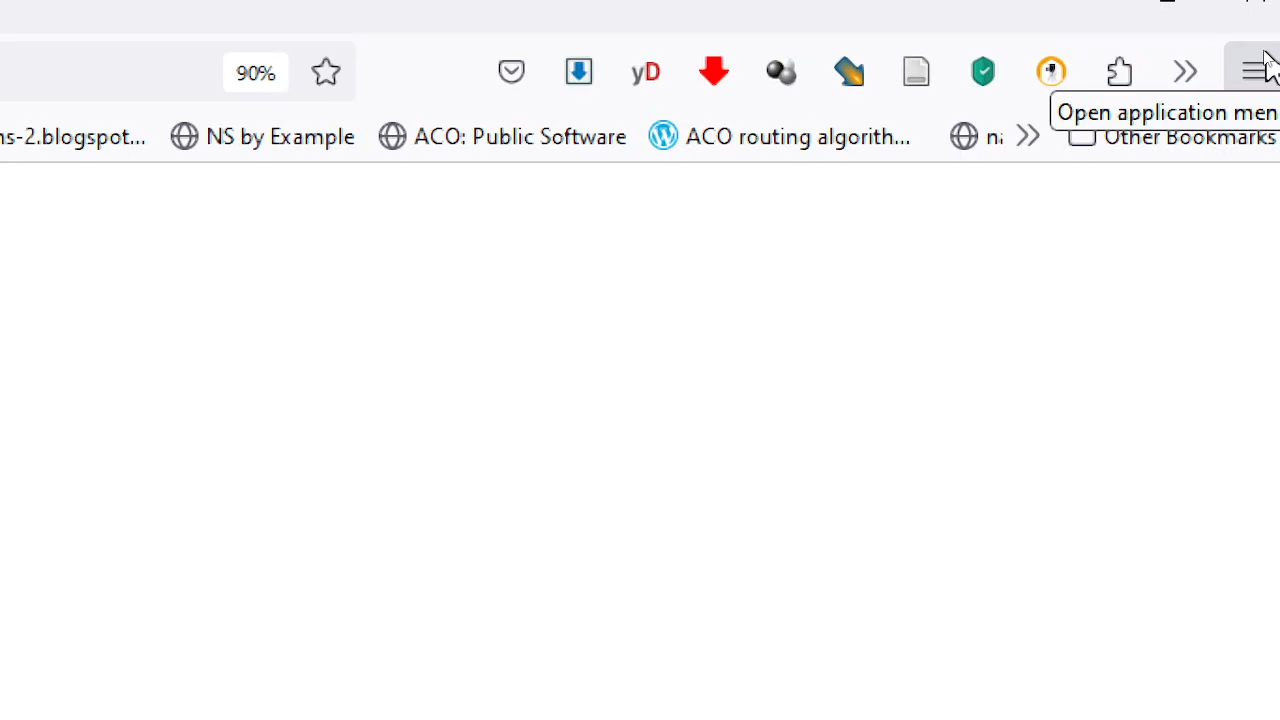 90%
yD
Open application men
ns-2.blogspot...
NS by Example
ACO: Public Software
ACO routing algorith...
Other Bookmarks